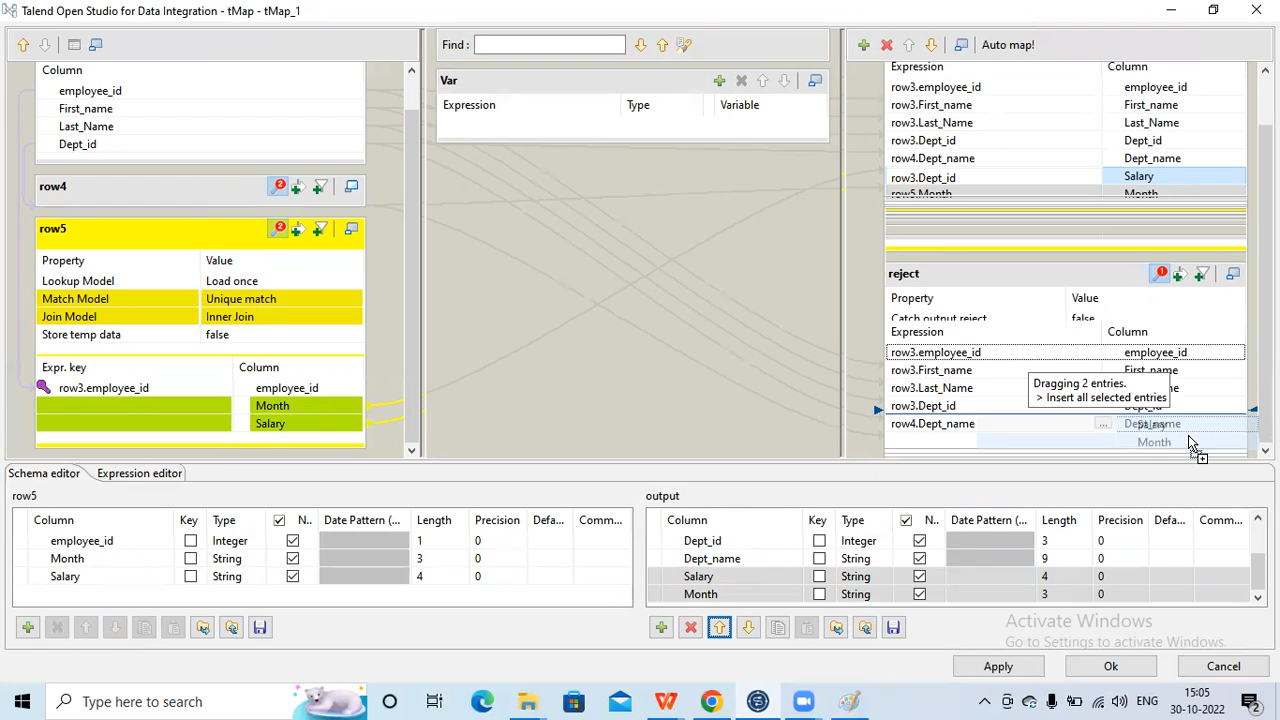 Talend Open Studio for Data Integration - tMap - tMap_1
Column
employee_id
First_name
Last_Name
Dept_id
row4
row5
Property Value
Lookup Model Load once
Match Model Unique match
Join Model Inner Join
Store temp data false
Expr. key Column
row3.employee_id employee_id
Month
Salary
Find :
Var
Expression Type Variable
Auto map!
Expression Column
row3.employee_id employee_id
row3.First_name First_name
row3.Last_Name Last_Name
row3.Dept_id Dept_id
row4.Dept_name Dept_name
row3.Dept_id Salary
row5.Month Month
reject
Property Value
Catch output reject false
Expression Column
row3.employee_id employee_id
row3.First_name First_name
row3.Last_Name
row3.Dept_id Dept_id
row4.Dept_name ... Dept_name
Salary
Month
Dragging 2 entries.
> Insert all selected entries
Schema editor Expression editor
row5
Column Key Type N.. Date Pattern (... Length Precision Defa... Comm...
employee_id Integer 1 0
Month String 3 0
Salary String 4 0
output
Column Key Type N.. Date Pattern (... Length Precision Defa... Comm...
Dept_id Integer 3 0
Dept_name String 9 0
Salary String 4 0
Month String 3 0
Activate Windows
Go to Settings to activate Windows.
Apply Ok Cancel
Type here to search
ENG
15:05
30-10-2022
2